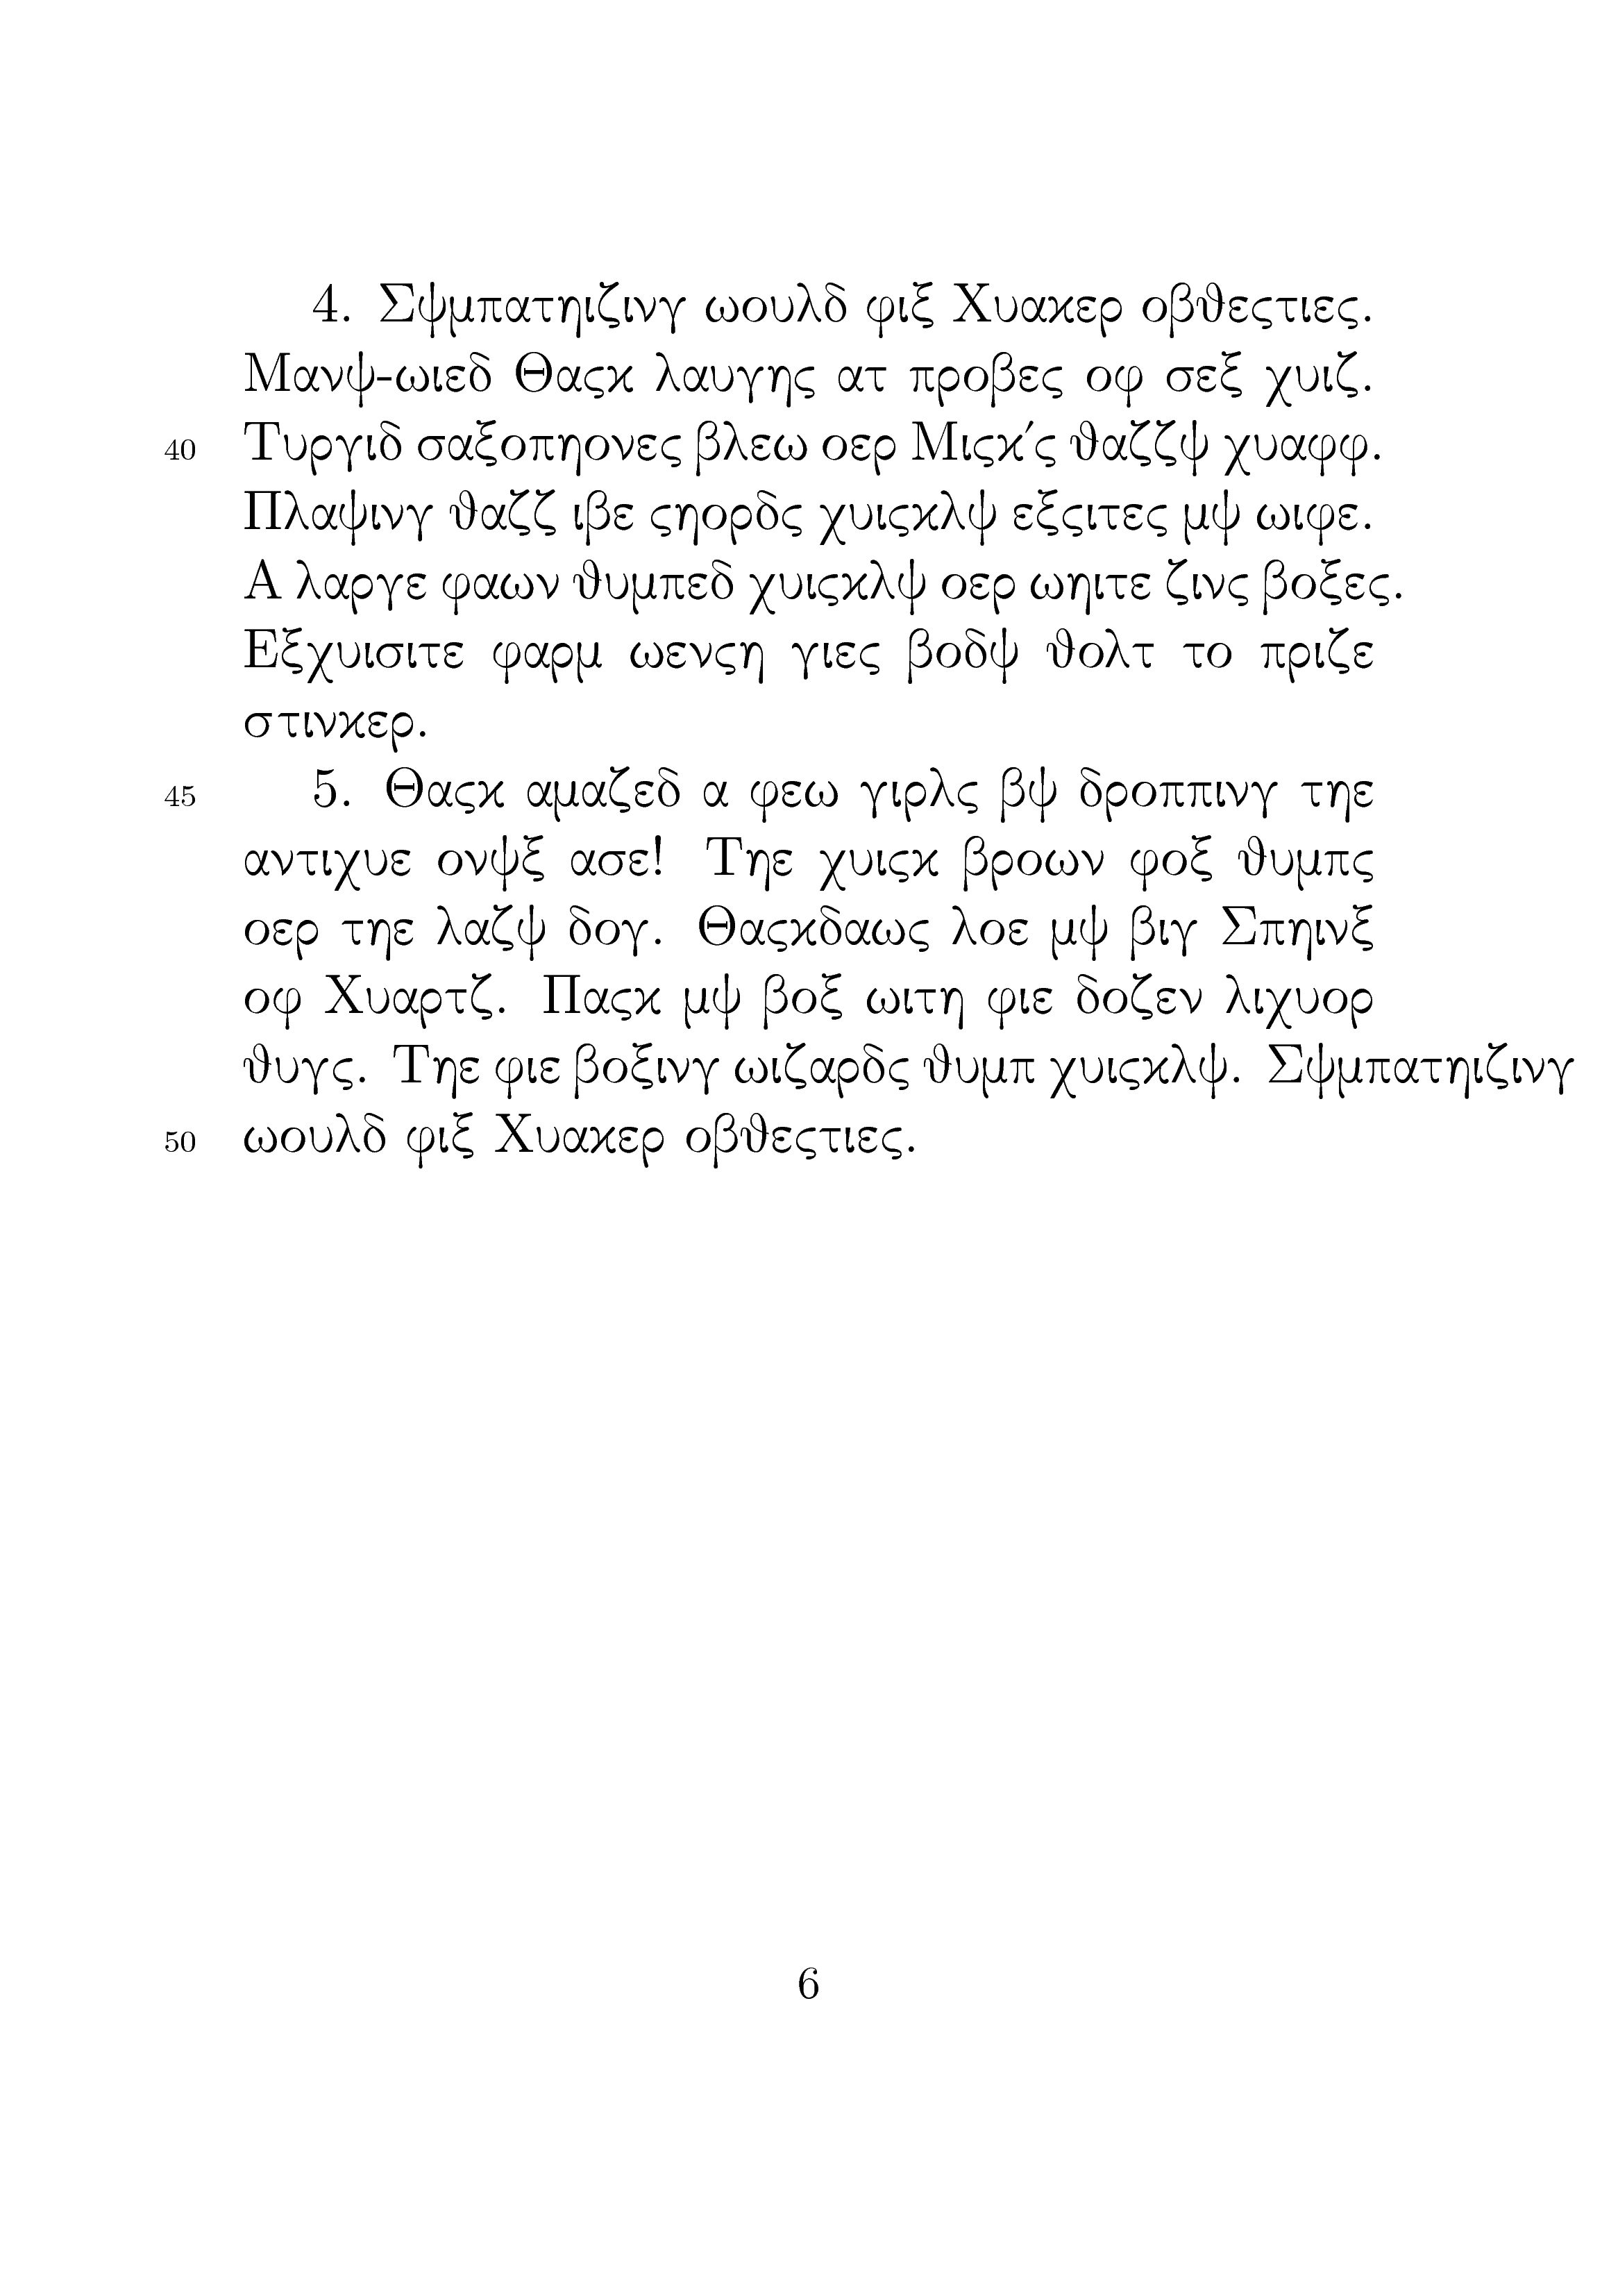 4. Σψμπατηιζινγ ωουλδ φιξ Χυακερ οβϑεςτιες.
Μανψ-ωιεδ Θαςκ λαυγης ατ προβες οφ σεξ χυιζ.
40 Τυργιδ σαξοπηονες βλεω οερ Μιςκ´ς ϑαζζψ χυαφφ.
Πλαψινγ ϑαζζ ιβε ςηορδς χυιςκλψ εξςιτες μψ ωιφε.
Α λαργε φαων ϑυμπεδ χυιςκλψ οερ ωηιτε ζινς βοξες.
Εξχυισιτε φαρμ ωενςη γιες βοδψ ϑολτ το πριζε
στινκερ.
45 5. Θαςκ αμαζεδ α φεω γιρλς βψ δροππινγ τηε
αντιχυε ονψξ ασε! Τηε χυιςκ βροων φοξ ϑυμπς
οερ τηε λαζψ δογ. Θαςκδαως λοε μψ βιγ Σπηινξ
οφ Χυαρτζ. Παςκ μψ βοξ ωιτη φιε δοζεν λιχυορ
ϑυγς. Τηε φιε βοξινγ ωιζαρδς ϑυμπ χυιςκλψ. Σψμπατηιζινγ
50 ωουλδ φιξ Χυακερ οβϑεςτιες.
6